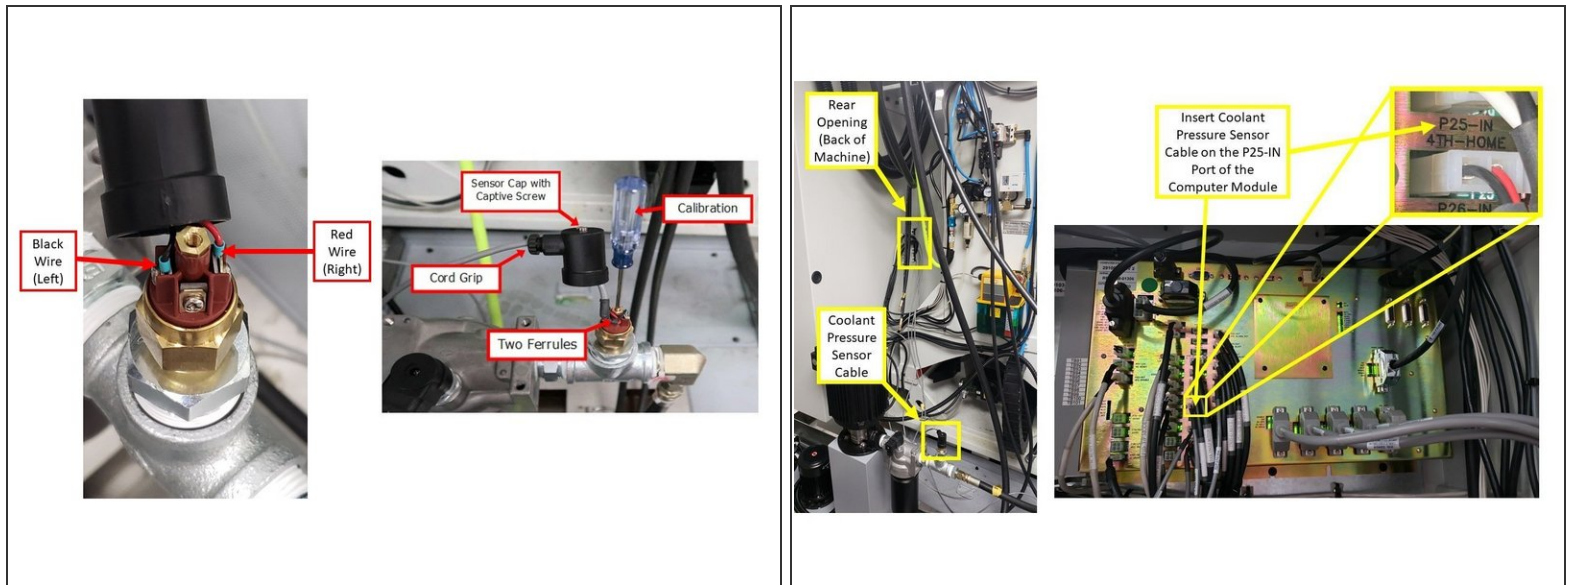 Black
Wire
(Left)
Red
Wire
(Right)
Sensor Cap with
Captive Screw
Calibration
Cord Grip
Two Ferrules
Rear
Opening
(Back of
Machine)
Coolant
Pressure
Sensor
Cable
Insert Coolant
Pressure Sensor
Cable on the P25-IN
Port of the
Computer Module
P25-IN
4TH-HOME
P26-IN